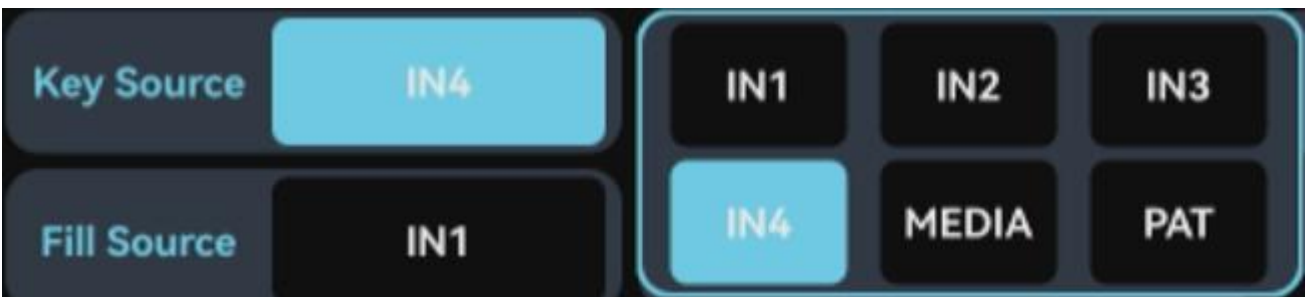 Key Source IN4
Fill Source IN1
IN1 IN2 IN3
IN4 MEDIA PAT